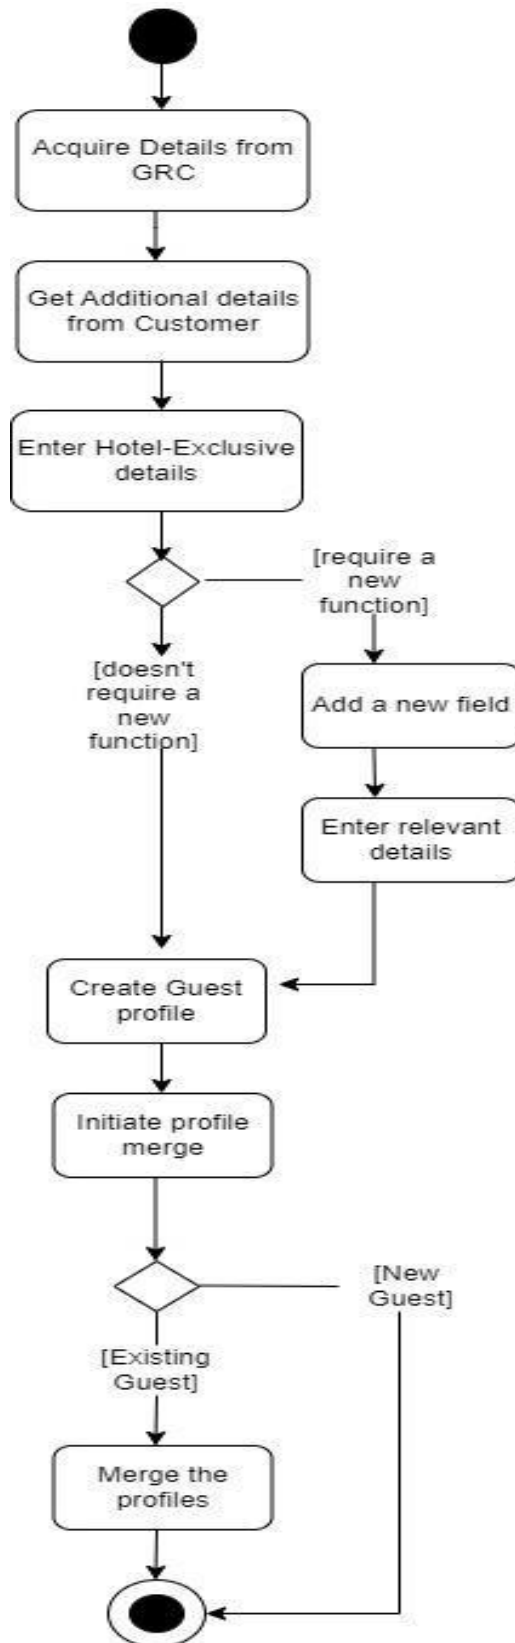 Acquire Details from
GRC
Get Additional details
from Customer
Enter Hotel-Exclusive
details
[require a
new
function]
[doesn't
require a
new
function]
Add a new field
Enter relevant
details
Create Guest
profile
Initiate profile
merge
[New
Guest]
[Existing
Guest]
Merge the
profiles